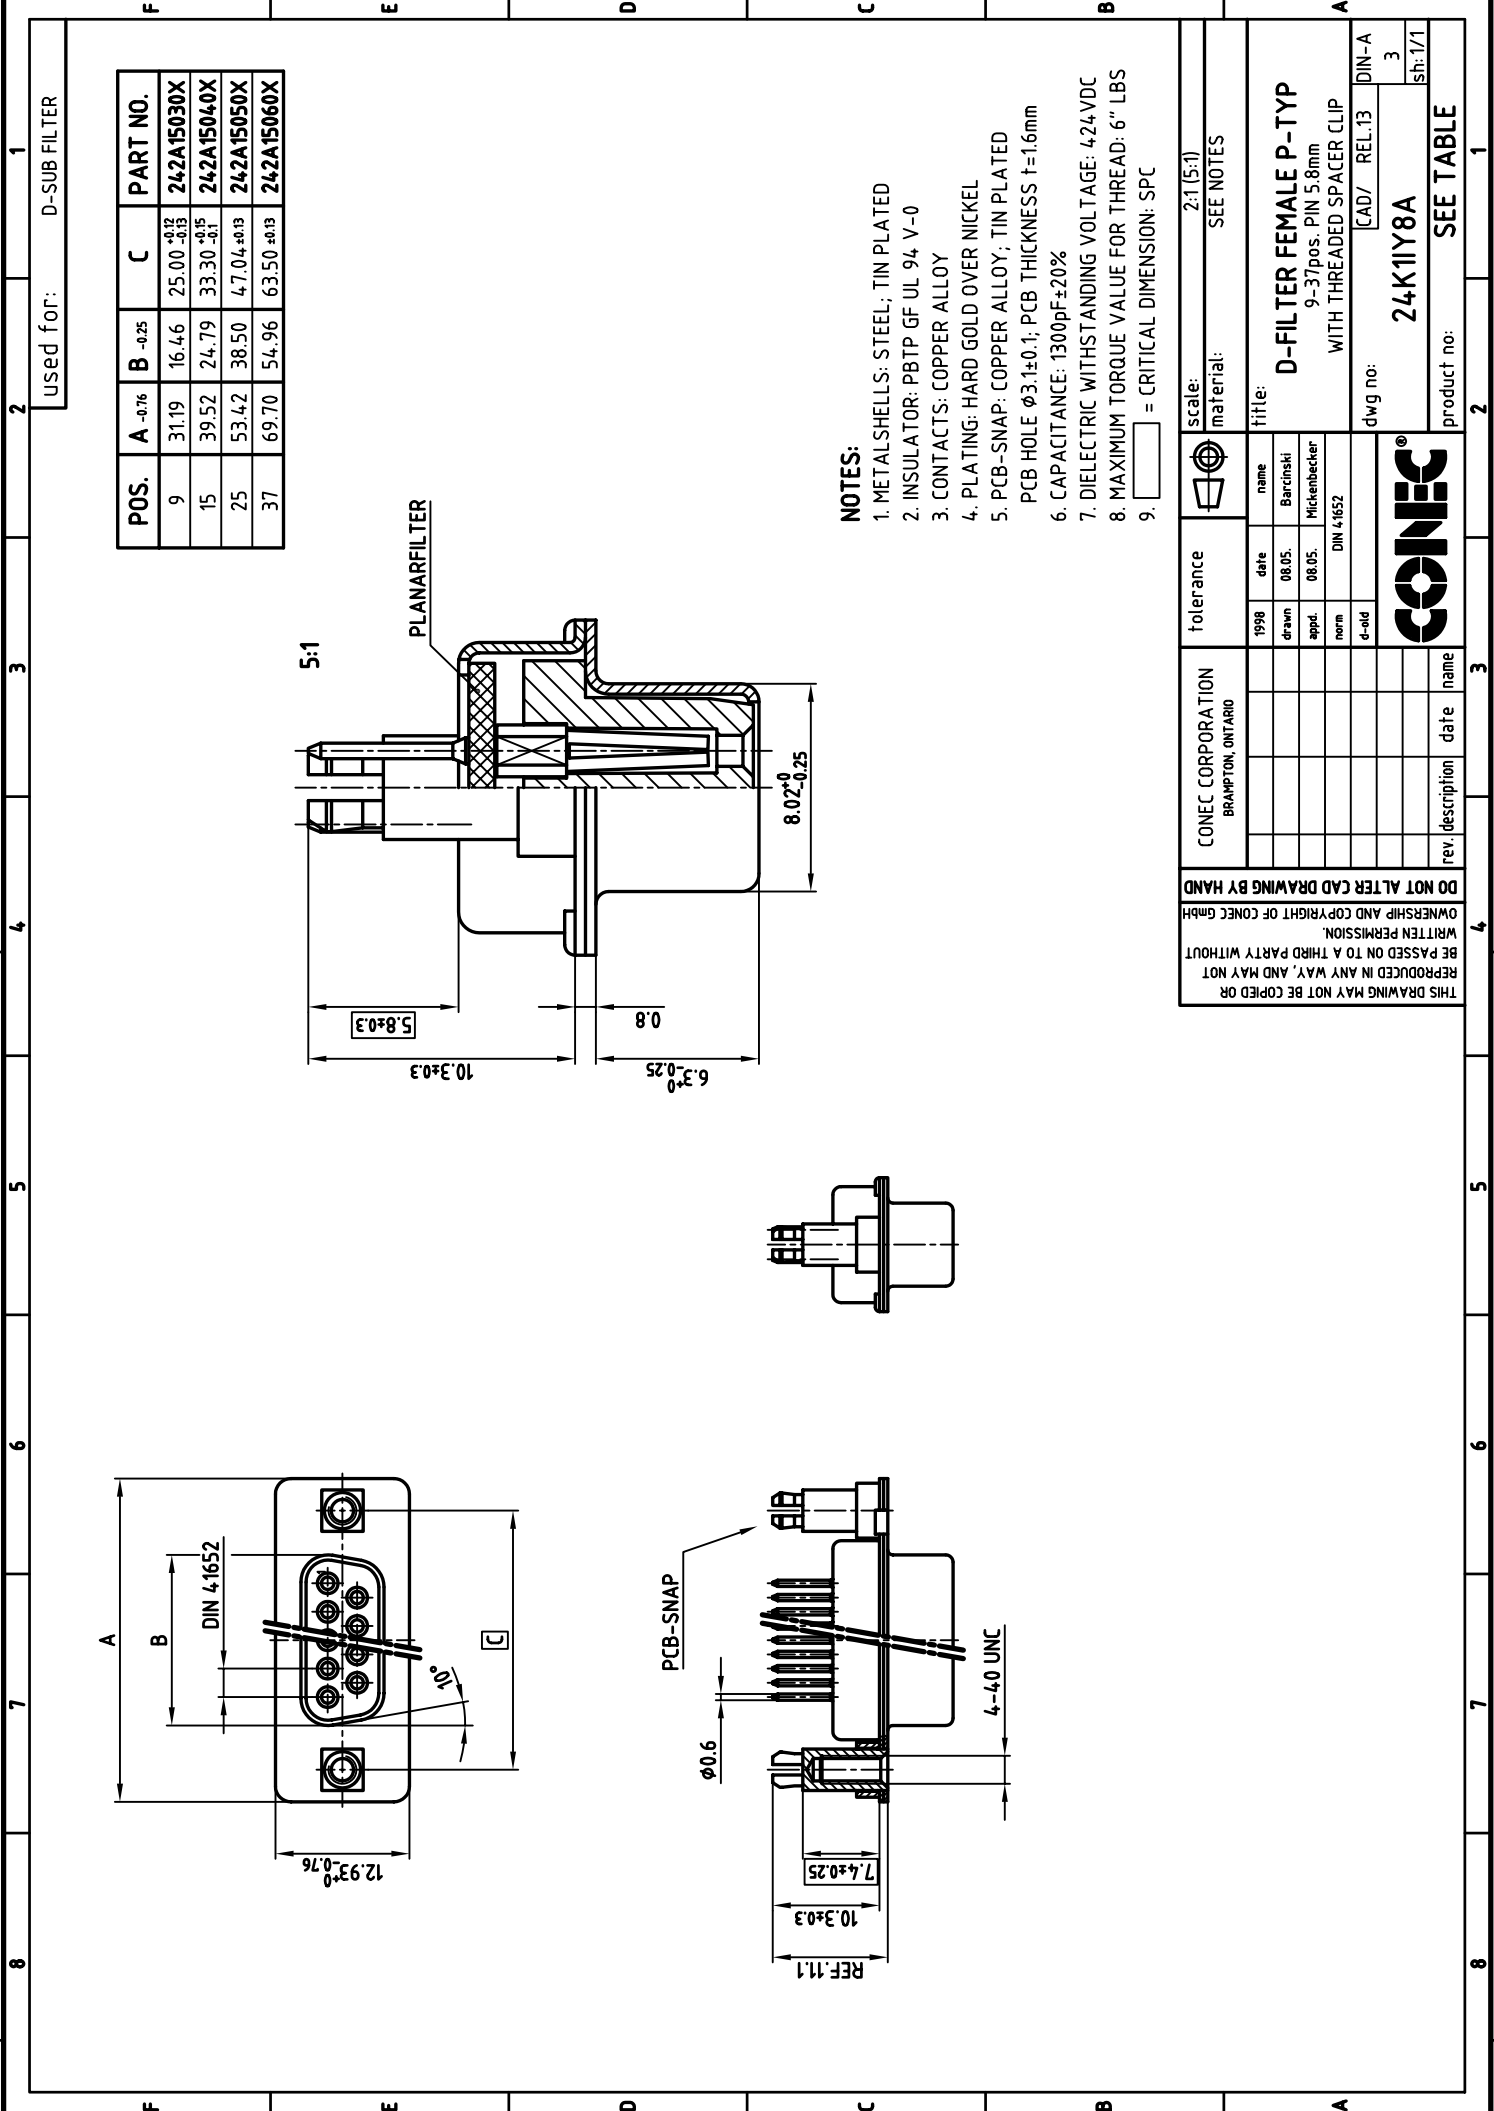 used for: D-SUB FILTER
POS. A -0.76 B -0.25 C PART NO.
9 31.19 16.46 25.00 +0.12 -0.13 242A15030X
15 39.52 24.79 33.30 +0.15 -0.1 242A15040X
25 53.42 38.50 47.04 ±0.13 242A15050X
37 69.70 54.96 63.50 ±0.13 242A15060X
A
B
DIN 41652
10°
C
12.93 +0 -0.76
5:1
PLANARFILTER
5.8±0.3
10.3±0.3
0.8
6.3 +0 -0.25
8.02 +0 -0.25
PCB-SNAP
Ø0.6
4-40 UNC
7.4±0.25
10.3±0.3
REF.11.1
NOTES:
1. METALSHELLS: STEEL; TIN PLATED
2. INSULATOR: PBTP GF UL 94 V-0
3. CONTACTS: COPPER ALLOY
4. PLATING: HARD GOLD OVER NICKEL
5. PCB-SNAP: COPPER ALLOY; TIN PLATED
PCB HOLE Ø3.1±0.1; PCB THICKNESS t=1.6mm
6. CAPACITANCE: 1300pF±20%
7. DIELECTRIC WITHSTANDING VOLTAGE: 424VDC
8. MAXIMUM TORQUE VALUE FOR THREAD: 6" LBS
9. = CRITICAL DIMENSION: SPC
THIS DRAWING MAY NOT BE COPIED OR
REPRODUCED IN ANY WAY, AND MAY NOT
BE PASSED ON TO A THIRD PARTY WITHOUT
WRITTEN PERMISSION.
OWNERSHIP AND COPYRIGHT OF CONEC GmbH
DO NOT ALTER CAD DRAWING BY HAND
CONEC CORPORATION
BRAMPTON, ONTARIO
rev. description date name
tolerance
1998 date name
drawn 08.05. Barcinski
appd. 08.05. Mickenbecker
norm DIN 41652
d-old
CONEC®
scale: 2:1 (5:1)
material: SEE NOTES
title:
D-FILTER FEMALE P-TYP
9-37pos. PIN 5.8mm
WITH THREADED SPACER CLIP
CAD/ REL.13
DIN-A
3
dwg no:
24K1IY8A
sh:1/1
product no: SEE TABLE
1 2 3 4 5 6 7 8
1 2 3 4 5 6 7 8
F E D C B A
F E D C B A